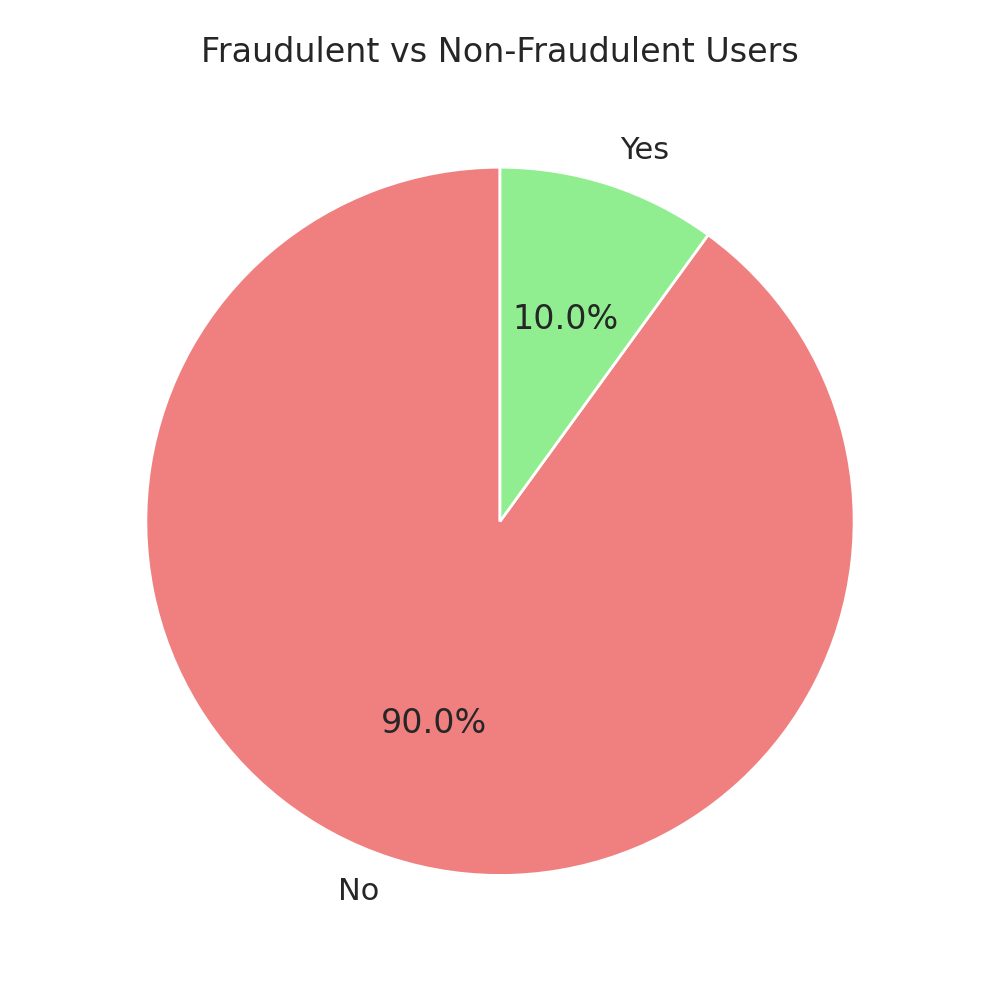 Fraudulent vs Non-Fraudulent Users
Yes
10.0%
90.0%
No